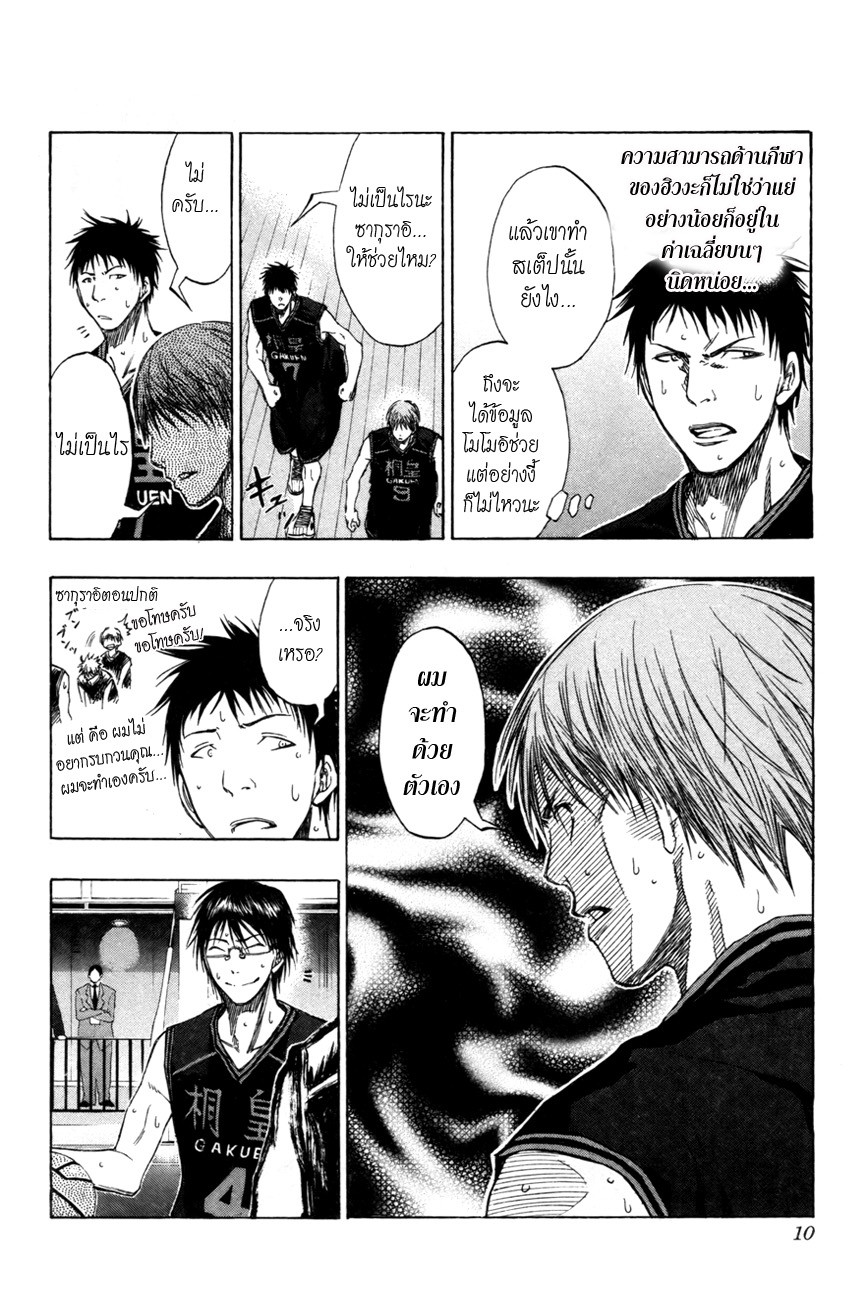 ความสามารถด้านกีฬา
ของฮิวงะก็ไม่ใช่ว่าแย่
อย่างน้อยก็อยู่ใน
ค่าเฉลี่ยบนๆ
นิดหน่อย...
แล้วเขาทำ
สเต็ปนั้น
ยังไง...
ถึงจะ
ได้ข้อมูล
โมโมอิช่วย
แต่อย่างงี้
ก็ไม่ไหวนะ
ไม่เป็นไรนะ
ซากุราอิ...
ให้ช่วยไหม?
桐皇
GAKUEN
7
桐皇
GAKUEN
9
キュッ
ไม่
ครับ...
ไม่เป็นไร
皇
UEN
ผม
จะทำ
ด้วย
ตัวเอง
...จริง
เหรอ?
ซากุราอิตอนปกติ
ขอโทษครับ
ขอโทษครับ!
แต่ คือ ผมไม่
อยากรบกวนคุณ...
ผมจะทำเองครับ...
桐皇
GAKUEN
4
10